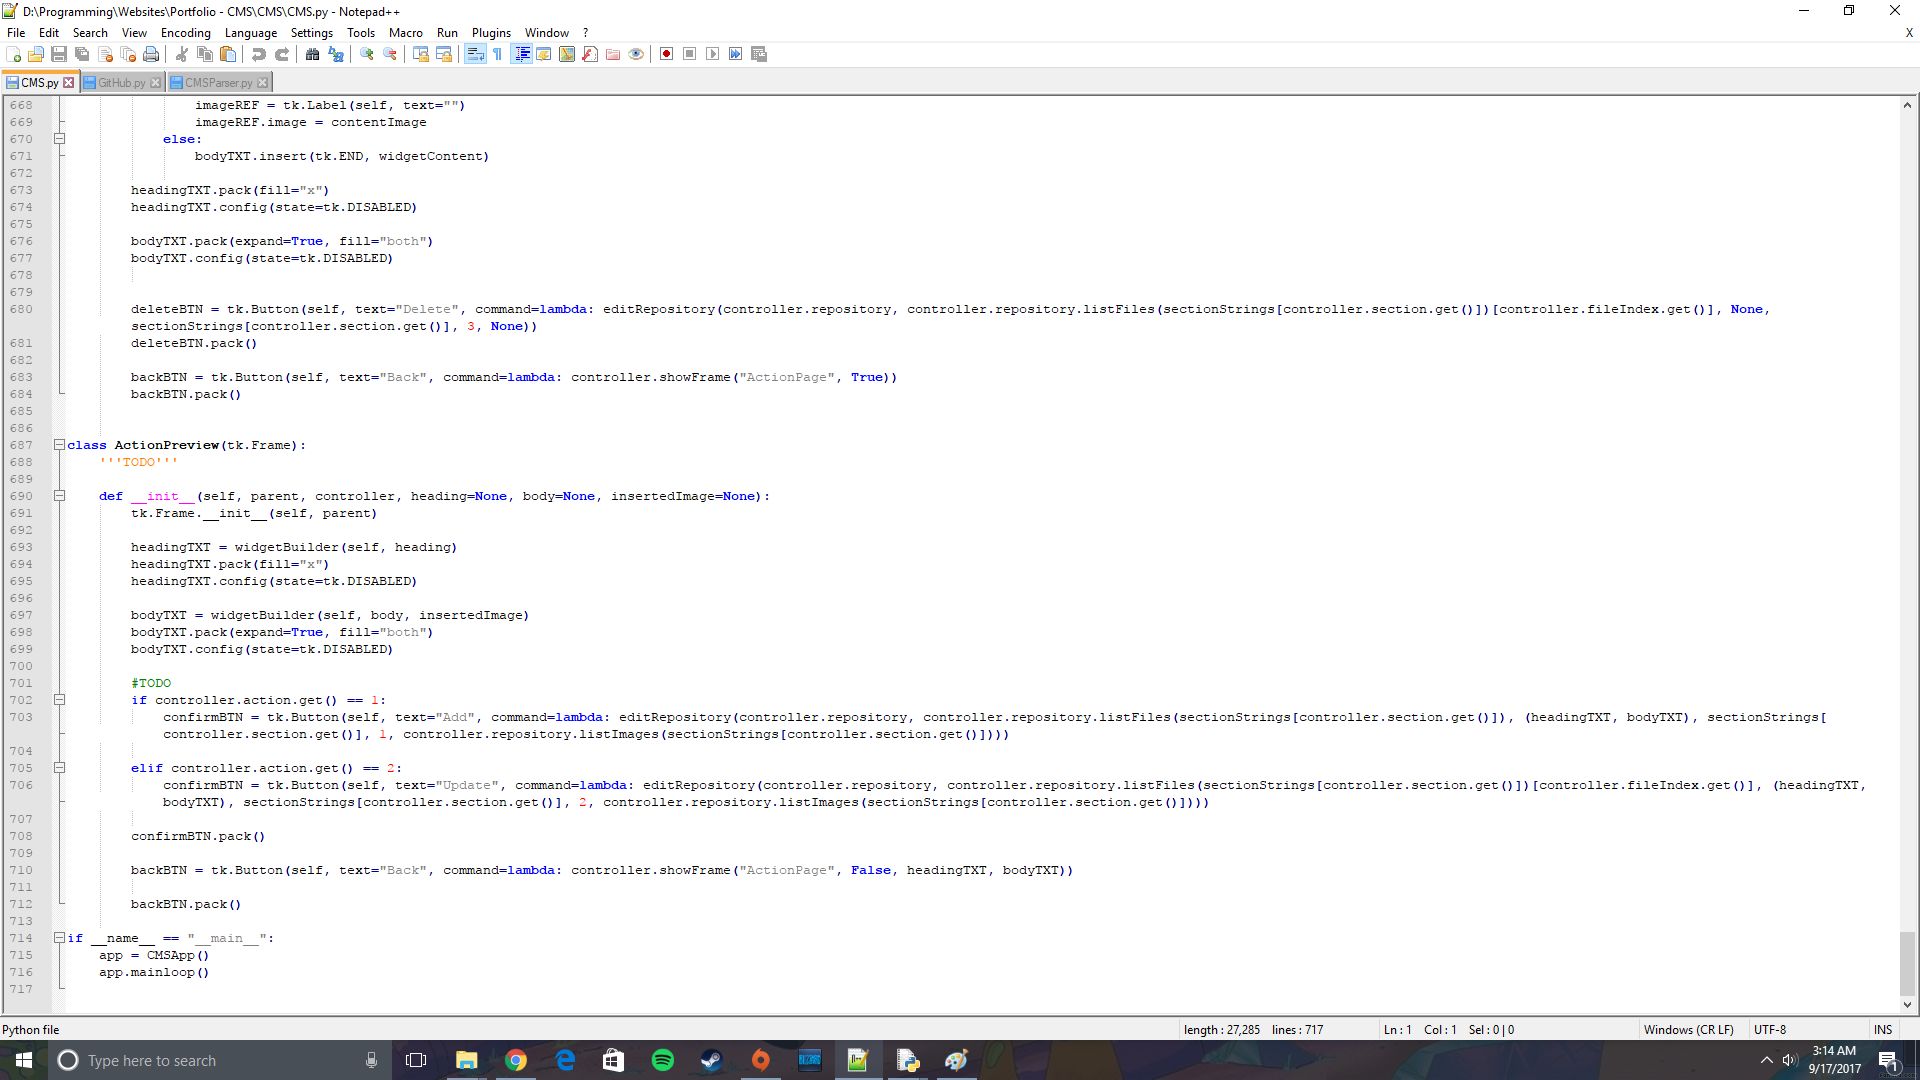 D:\Programming\Websites\Portfolio - CMS\CMS\CMS.py - Notepad++
File Edit Search View Encoding Language Settings Tools Macro Run Plugins Window ? X
CMS.py GitHub.py CMSParser.py
668 imageREF = tk.Label(self, text="")
669 imageREF.image = contentImage
670 else:
671 bodyTXT.insert(tk.END, widgetContent)
672
673 headingTXT.pack(fill="x")
674 headingTXT.config(state=tk.DISABLED)
675
676 bodyTXT.pack(expand=True, fill="both")
677 bodyTXT.config(state=tk.DISABLED)
678
679
680 deleteBTN = tk.Button(self, text="Delete", command=lambda: editRepository(controller.repository, controller.repository.listFiles(sectionStrings[controller.section.get()])[controller.fileIndex.get()], None,
sectionStrings[controller.section.get()], 3, None))
681 deleteBTN.pack()
682
683 backBTN = tk.Button(self, text="Back", command=lambda: controller.showFrame("ActionPage", True))
684 backBTN.pack()
685
686
687 class ActionPreview(tk.Frame):
688 '''TODO'''
689
690 def __init__(self, parent, controller, heading=None, body=None, insertedImage=None):
691 tk.Frame.__init__(self, parent)
692
693 headingTXT = widgetBuilder(self, heading)
694 headingTXT.pack(fill="x")
695 headingTXT.config(state=tk.DISABLED)
696
697 bodyTXT = widgetBuilder(self, body, insertedImage)
698 bodyTXT.pack(expand=True, fill="both")
699 bodyTXT.config(state=tk.DISABLED)
700
701 #TODO
702 if controller.action.get() == 1:
703 confirmBTN = tk.Button(self, text="Add", command=lambda: editRepository(controller.repository, controller.repository.listFiles(sectionStrings[controller.section.get()]), (headingTXT, bodyTXT), sectionStrings[
controller.section.get()], 1, controller.repository.listImages(sectionStrings[controller.section.get()])))
704
705 elif controller.action.get() == 2:
706 confirmBTN = tk.Button(self, text="Update", command=lambda: editRepository(controller.repository, controller.repository.listFiles(sectionStrings[controller.section.get()])[controller.fileIndex.get()], (headingTXT,
bodyTXT), sectionStrings[controller.section.get()], 2, controller.repository.listImages(sectionStrings[controller.section.get()])))
707
708 confirmBTN.pack()
709
710 backBTN = tk.Button(self, text="Back", command=lambda: controller.showFrame("ActionPage", False, headingTXT, bodyTXT))
711
712 backBTN.pack()
713
714 if __name__ == "__main__":
715 app = CMSApp()
716 app.mainloop()
717
Python file length : 27,285 lines : 717 Ln : 1 Col : 1 Sel : 0 | 0 Windows (CR LF) UTF-8 INS
Type here to search
3:14 AM
9/17/2017
1